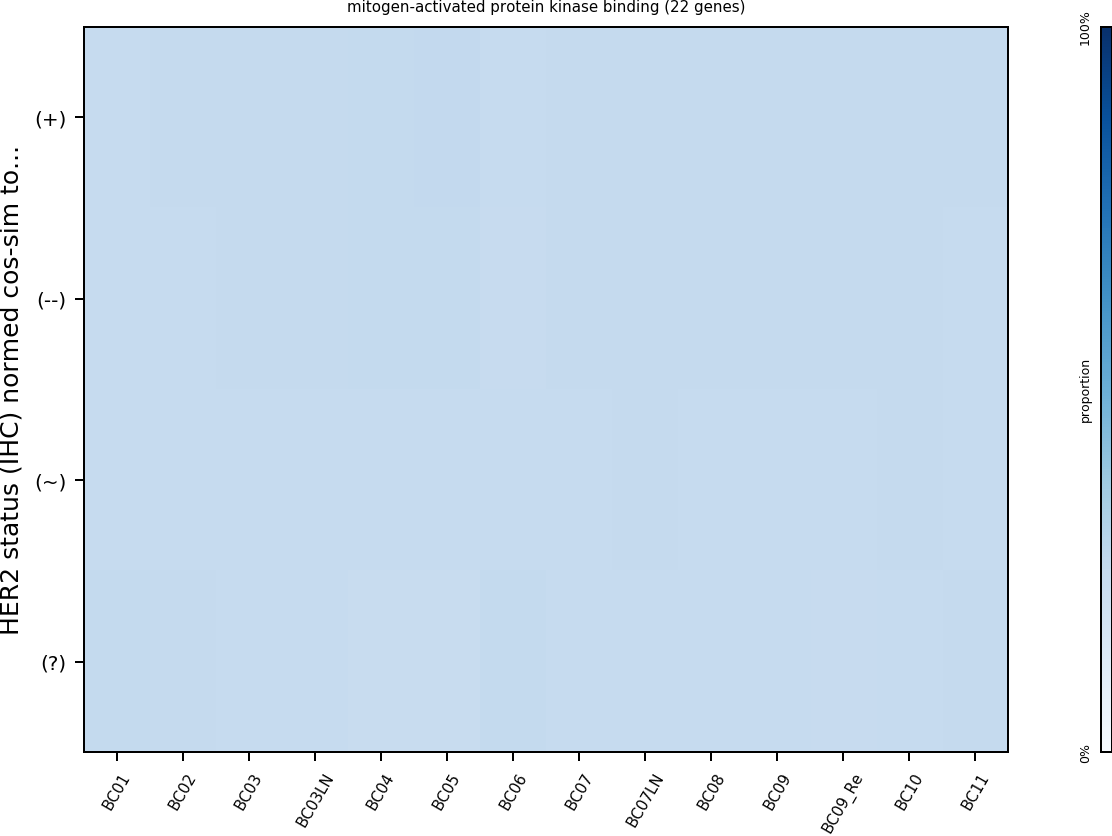 mitogen-activated protein kinase binding (22 genes)
HER2 status (IHC) normed cos-sim to...
(+)
(--)
(~)
(?)
BC01
BC02
BC03
BC03LN
BC04
BC05
BC06
BC07
BC07LN
BC08
BC09
BC09_Re
BC10
BC11
100%
proportion
0%